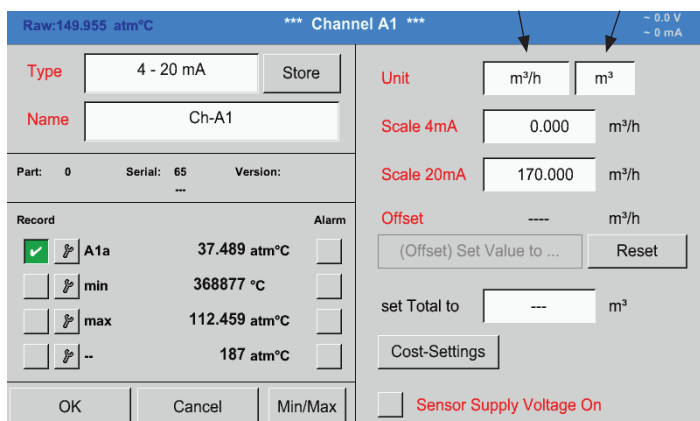 Raw:149.955 atm°C *** Channel A1 *** ~ 0.0 V
~ 0 mA
Type 4 - 20 mA Store
Name Ch-A1
Part: 0 Serial: 65 Version:
---
Record Alarm
A1a 37.489 atm°C
min 368877 °C
max 112.459 atm°C
-- 187 atm°C
OK Cancel Min/Max
Unit m³/h m³
Scale 4mA 0.000 m³/h
Scale 20mA 170.000 m³/h
Offset ---- m³/h
(Offset) Set Value to ... Reset
set Total to --- m³
Cost-Settings
Sensor Supply Voltage On